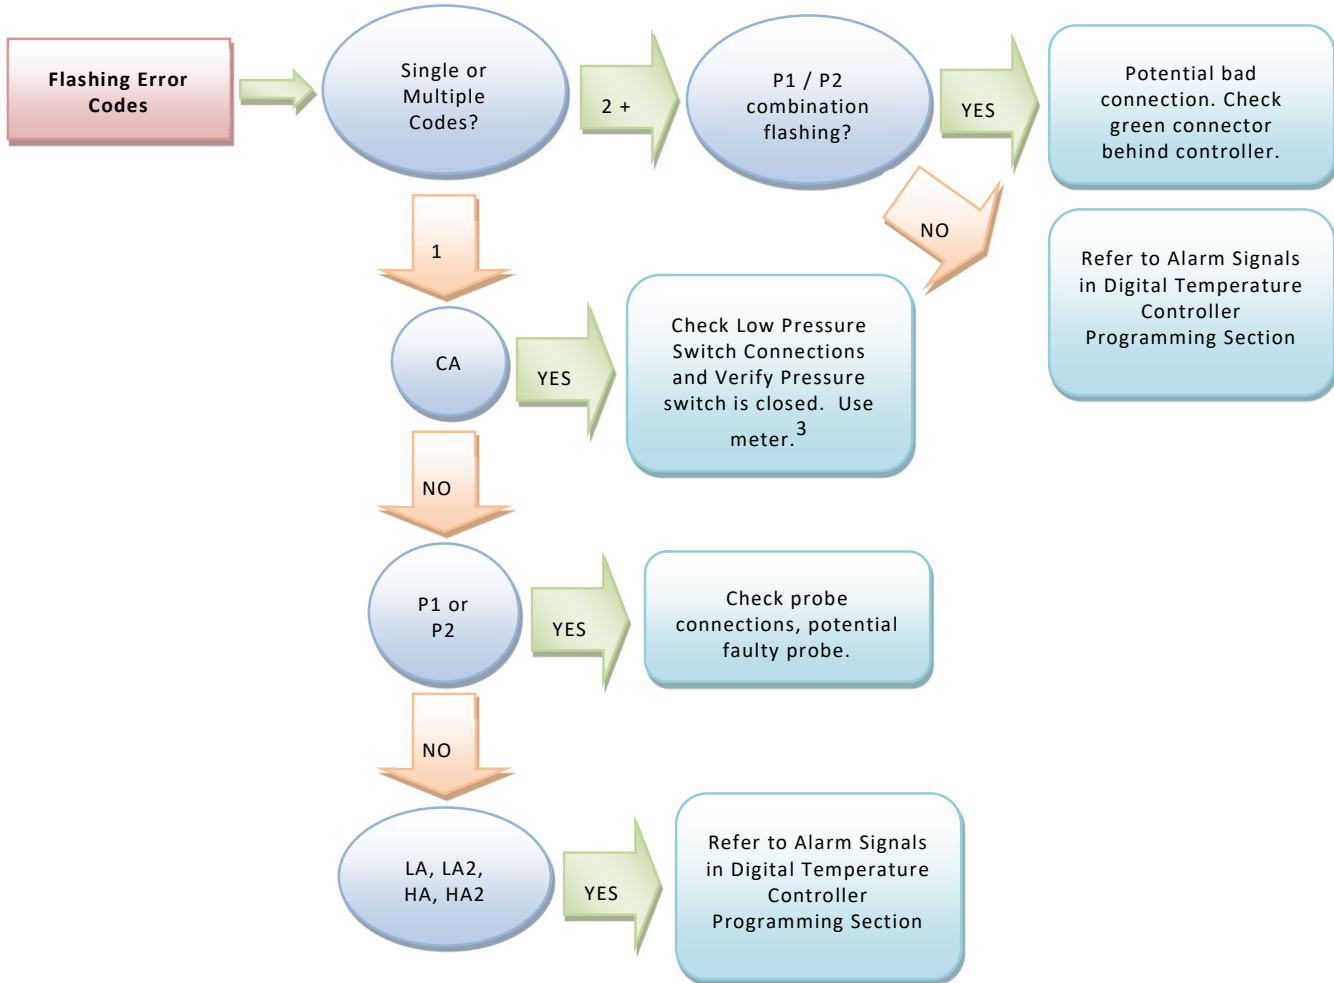 Flashing Error
Codes
Single or
Multiple
Codes?
2 +
P1 / P2
combination
flashing?
YES
Potential bad
connection. Check
green connector
behind controller.
NO
Refer to Alarm Signals
in Digital Temperature
Controller
Programming Section
1
CA
YES
Check Low Pressure
Switch Connections
and Verify Pressure
switch is closed.  Use
meter.3
NO
P1 or
P2
YES
Check probe
connections, potential
faulty probe.
NO
LA, LA2,
HA, HA2
YES
Refer to Alarm Signals
in Digital Temperature
Controller
Programming Section